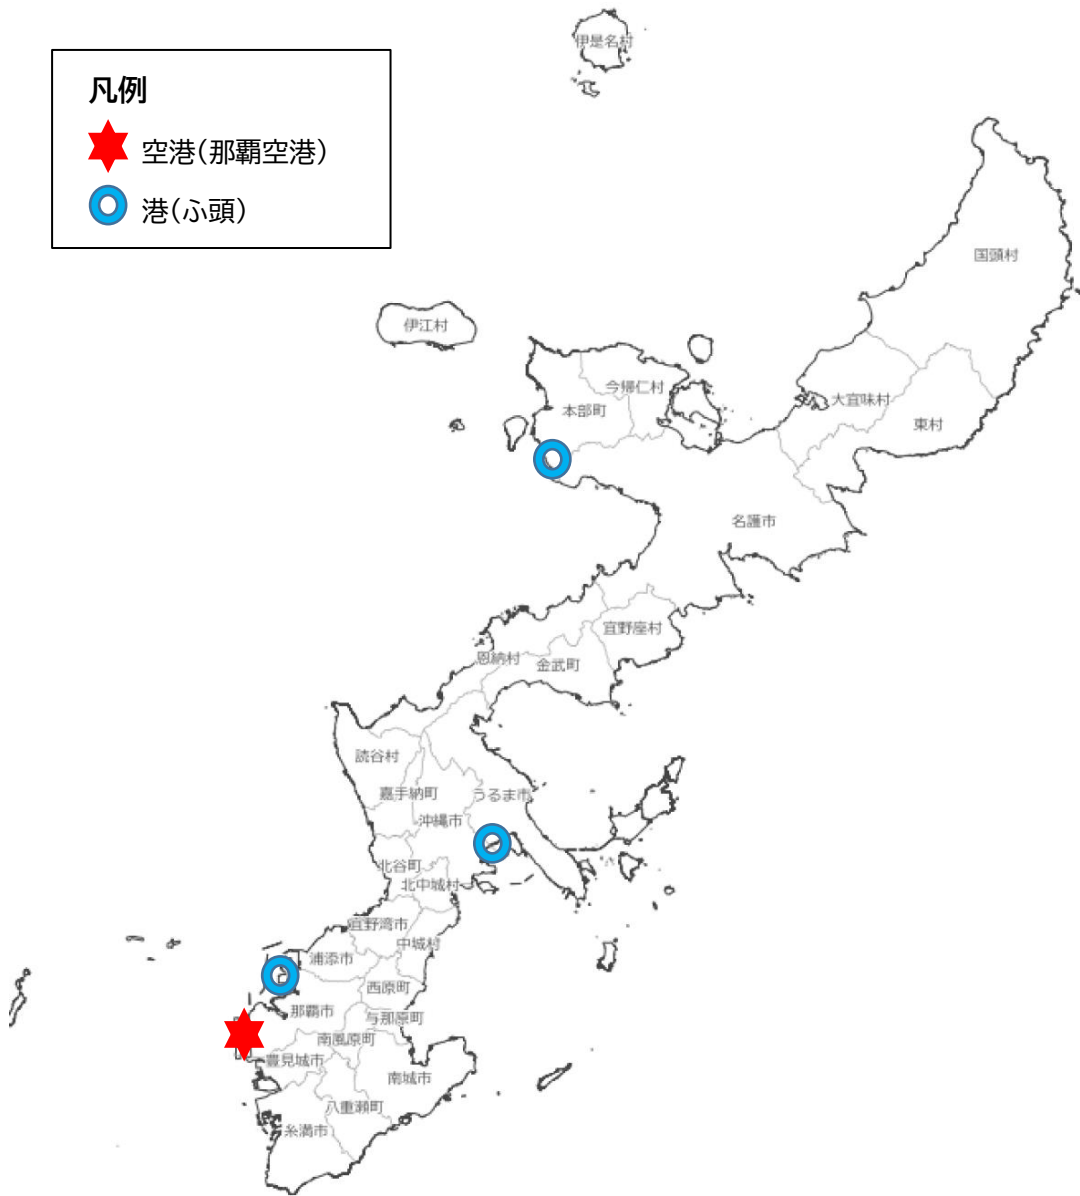 伊是名村
凡例
空港(那覇空港)
港(ふ頭)
国頭村
伊江村
今帰仁村
大宜味村
本部町
東村
名護市
宜野座村
恩納村
金武町
読谷村
嘉手納町
うるま市
沖縄市
北谷町
北中城村
宜野湾市
中城村
浦添市
西原町
那覇市
与那原町
南風原町
豊見城市
南城市
八重瀬町
糸満市